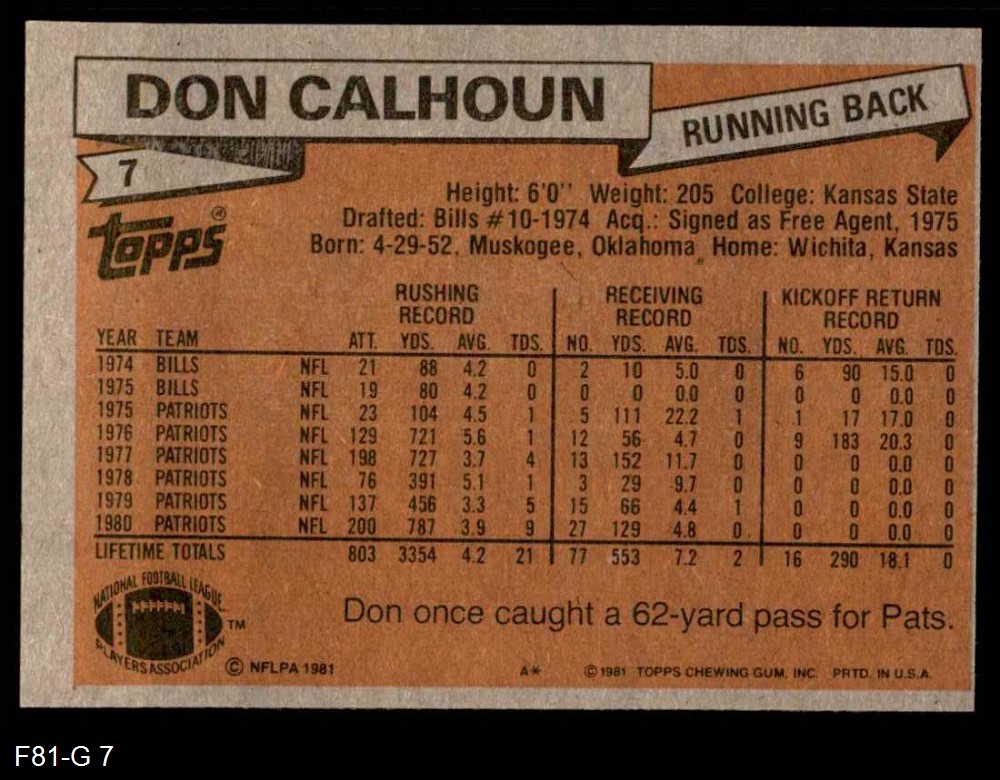 DON CALHOUN
RUNNING BACK
7
Topps®
Height: 6'0'' Weight: 205 College: Kansas State
Drafted: Bills #10-1974 Acq.: Signed as Free Agent, 1975
Born: 4-29-52, Muskogee, Oklahoma Home: Wichita, Kansas
RUSHING RECORD RECEIVING RECORD KICKOFF RETURN RECORD
YEAR TEAM ATT. YDS. AVG. TDS. NO. YDS. AVG. TDS. NO. YDS. AVG. TDS.
1974 BILLS NFL 21 88 4.2 0 2 10 5.0 0 6 90 15.0 0
1975 BILLS NFL 19 80 4.2 0 0 0 0.0 0 0 0 0.0 0
1975 PATRIOTS NFL 23 104 4.5 1 5 111 22.2 1 1 17 17.0 0
1976 PATRIOTS NFL 129 721 5.6 1 12 56 4.7 0 9 183 20.3 0
1977 PATRIOTS NFL 198 727 3.7 4 13 152 11.7 0 0 0 0.0 0
1978 PATRIOTS NFL 76 391 5.1 1 3 29 9.7 0 0 0 0.0 0
1979 PATRIOTS NFL 137 456 3.3 5 15 66 4.4 1 0 0 0.0 0
1980 PATRIOTS NFL 200 787 3.9 9 27 129 4.8 0 0 0 0.0 0
LIFETIME TOTALS 803 3354 4.2 21 77 553 7.2 2 16 290 18.1 0
NATIONAL FOOTBALL LEAGUE
PLAYERS ASSOCIATION
TM
Don once caught a 62-yard pass for Pats.
© NFLPA 1981 A* © 1981 TOPPS CHEWING GUM, INC. PRTD. IN U.S.A.
F81-G 7